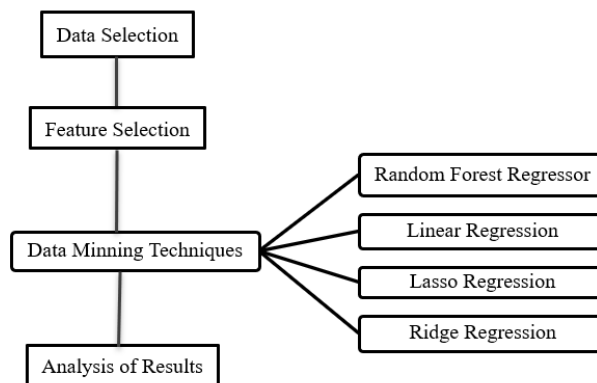 Data Selection
Feature Selection
Data Minning Techniques
Random Forest Regressor
Linear Regression
Lasso Regression
Ridge Regression
Analysis of Results